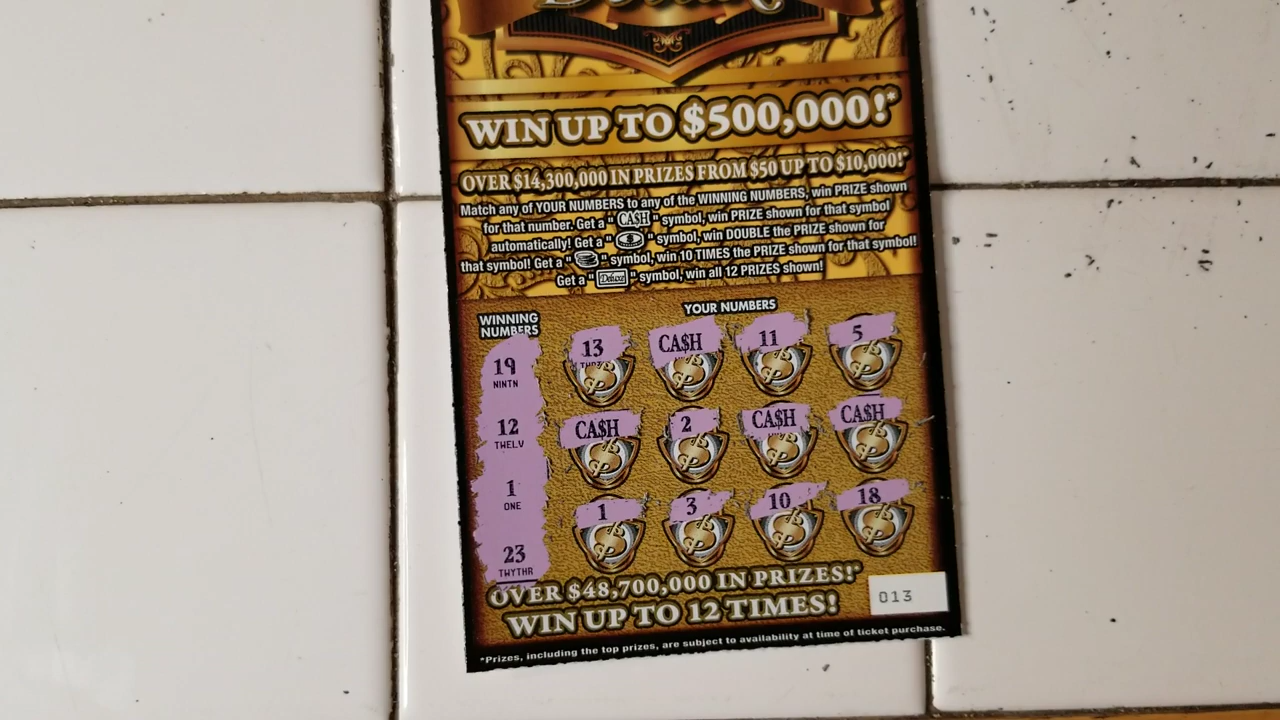 WIN UP TO $500,000!*
OVER $14,300,000 IN PRIZES FROM $50 UP TO $10,000!*
Match any of YOUR NUMBERS to any of the WINNING NUMBERS, win PRIZE shown
for that number. Get a "CA$H" symbol, win PRIZE shown for that symbol
automatically! Get a " " symbol, win DOUBLE the PRIZE shown for
that symbol! Get a " " symbol, win 10 TIMES the PRIZE shown for that symbol!
Get a "Deluxe" symbol, win all 12 PRIZES shown!
WINNING
NUMBERS
YOUR NUMBERS
19
NINTN
12
TWELV
1
ONE
23
TWYTHR
13 CA$H 11 5
CA$H 2 CA$H CA$H
1 3 10 18
OVER $48,700,000 IN PRIZES!*
WIN UP TO 12 TIMES!
013
*Prizes, including the top prizes, are subject to availability at time of ticket purchase.